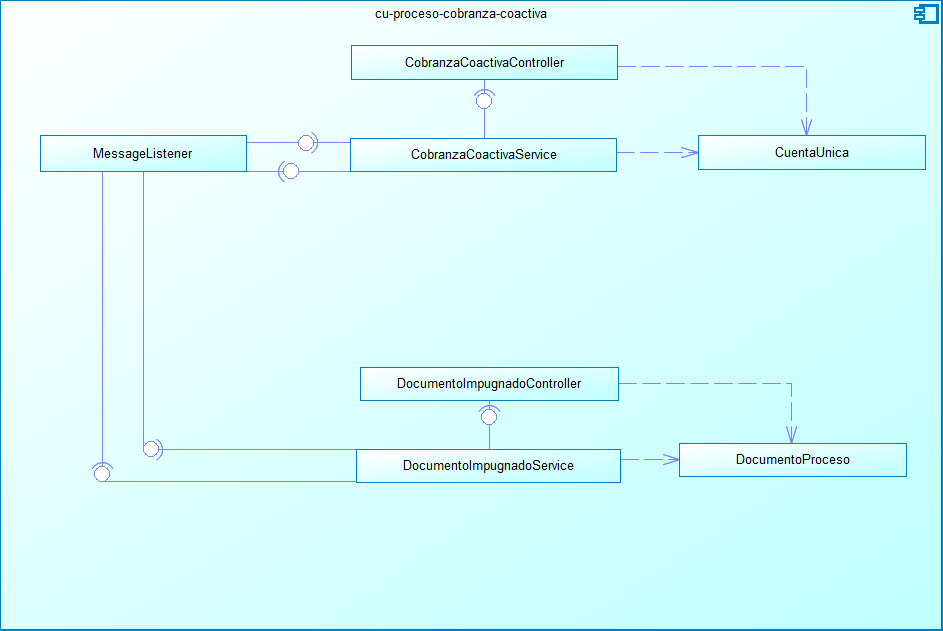 cu-proceso-cobranza-coactiva
CobranzaCoactivaController
MessageListener
CobranzaCoactivaService
CuentaUnica
DocumentoImpugnadoController
DocumentoImpugnadoService
DocumentoProceso